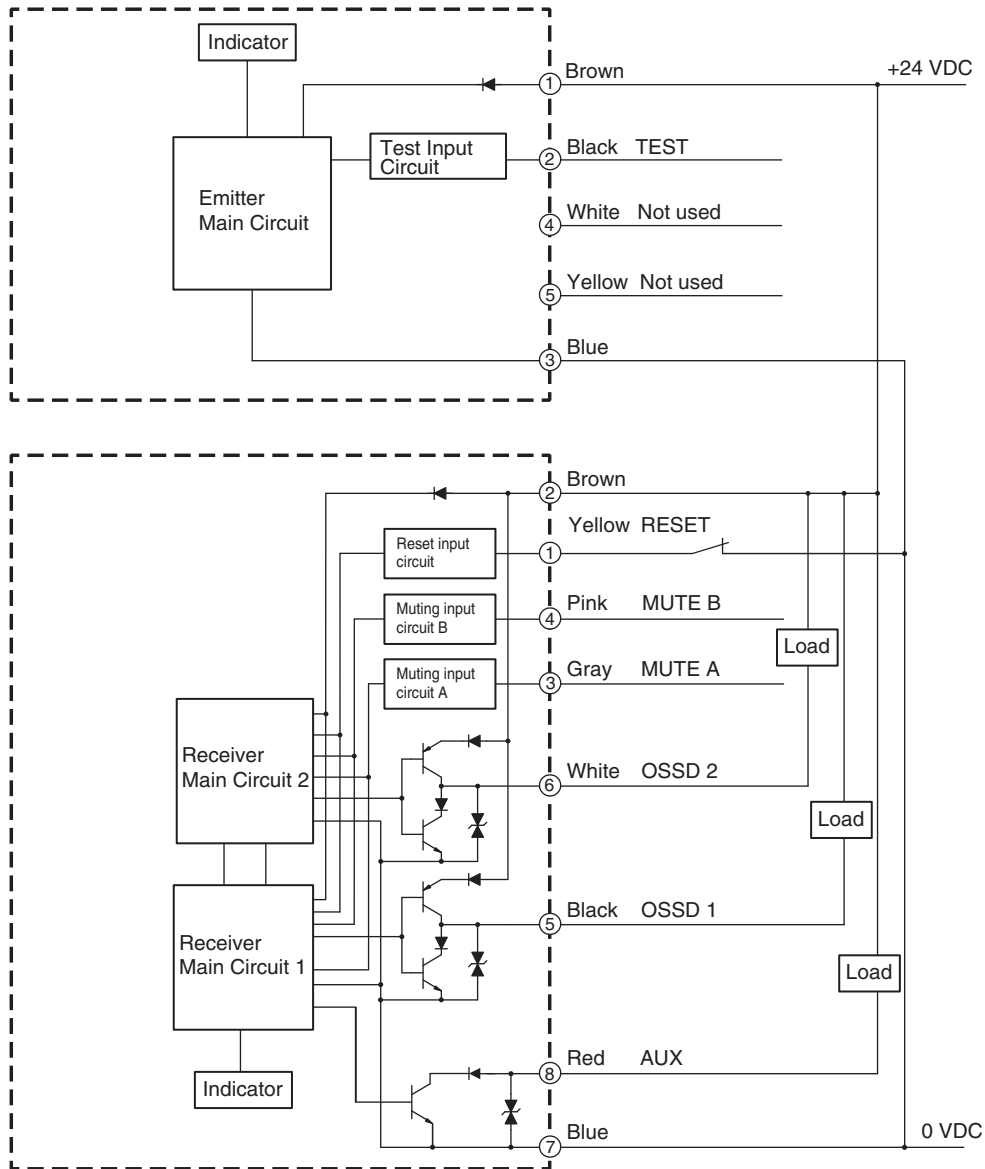 Indicator
① Brown
+24 VDC
Test Input
Circuit
② Black TEST
Emitter
Main Circuit
④ White Not used
⑤ Yellow Not used
③ Blue
② Brown
Reset input
circuit
① Yellow RESET
Muting input
circuit B
④ Pink MUTE B
Load
Muting input
circuit A
③ Gray MUTE A
Receiver
Main Circuit 2
⑥ White OSSD 2
Load
⑤ Black OSSD 1
Receiver
Main Circuit 1
Load
⑧ Red AUX
Indicator
⑦ Blue
0 VDC